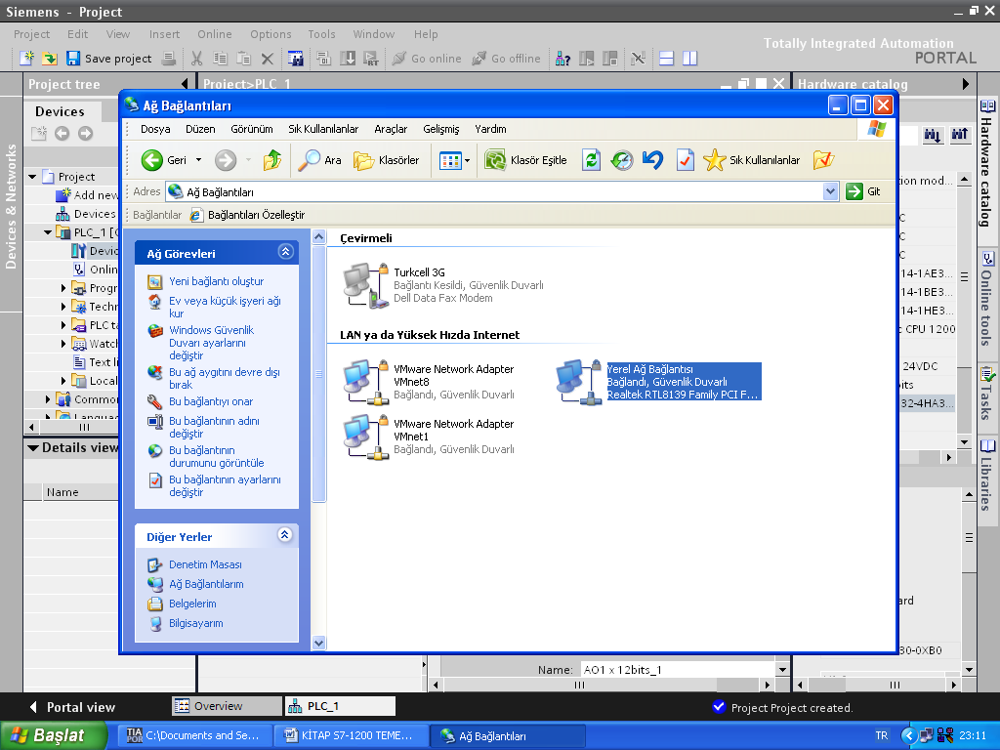 Siemens - Project
Project Edit View Insert Online Options Tools Window Help
Totally Integrated Automation
PORTAL
Save project
Go online
Go offline
Project tree
Project>PLC_1
Hardware catalog
Devices
Devices & Networks
Project
Add new
Devices
PLC_1 [C
Devic
Onlin
Progr
Techn
PLC ta
Watch
Text li
Local
Common
Languag
III
Details view
Name
Ağ Bağlantıları
Dosya Düzen Görünüm Sık Kullanılanlar Araçlar Gelişmiş Yardım
Geri
Ara
Klasörler
Klasör Eşitle
Sık Kullanılanlar
Adres
Ağ Bağlantıları
Git
Bağlantılar
Bağlantıları Özelleştir
Ağ Görevleri
Yeni bağlantı oluştur
Ev veya küçük işyeri ağı
kur
Windows Güvenlik
Duvarı ayarlarını
değiştir
Bu ağ aygıtını devre dışı
bırak
Bu bağlantıyı onar
Bu bağlantının adını
değiştir
Bu bağlantının
durumunu görüntüle
Bu bağlantının ayarlarını
değiştir
Diğer Yerler
Denetim Masası
Ağ Bağlantılarım
Belgelerim
Bilgisayarım
Çevirmeli
Turkcell 3G
Bağlantı Kesildi, Güvenlik Duvarlı
Dell Data Fax Modem
LAN ya da Yüksek Hızda Internet
VMware Network Adapter
VMnet8
Bağlandı, Güvenlik Duvarlı
Yerel Ağ Bağlantısı
Bağlandı, Güvenlik Duvarlı
Realtek RTL8139 Family PCI F...
VMware Network Adapter
VMnet1
Bağlandı, Güvenlik Duvarlı
ion mod...
C
C
C
14-1AE3...
14-1BE3...
14-1HE3...
c CPU 1200
24VDC
bits
32-4HA3...
ard
30-0XB0
Hardware catalog
Online tools
Tasks
Libraries
Name: AO1 x 12bits_1
III
III
Portal view
Overview
PLC_1
Project Project created.
Başlat
C:\Documents and Se...
KİTAP S7-1200 TEME...
Ağ Bağlantıları
TR
23:11